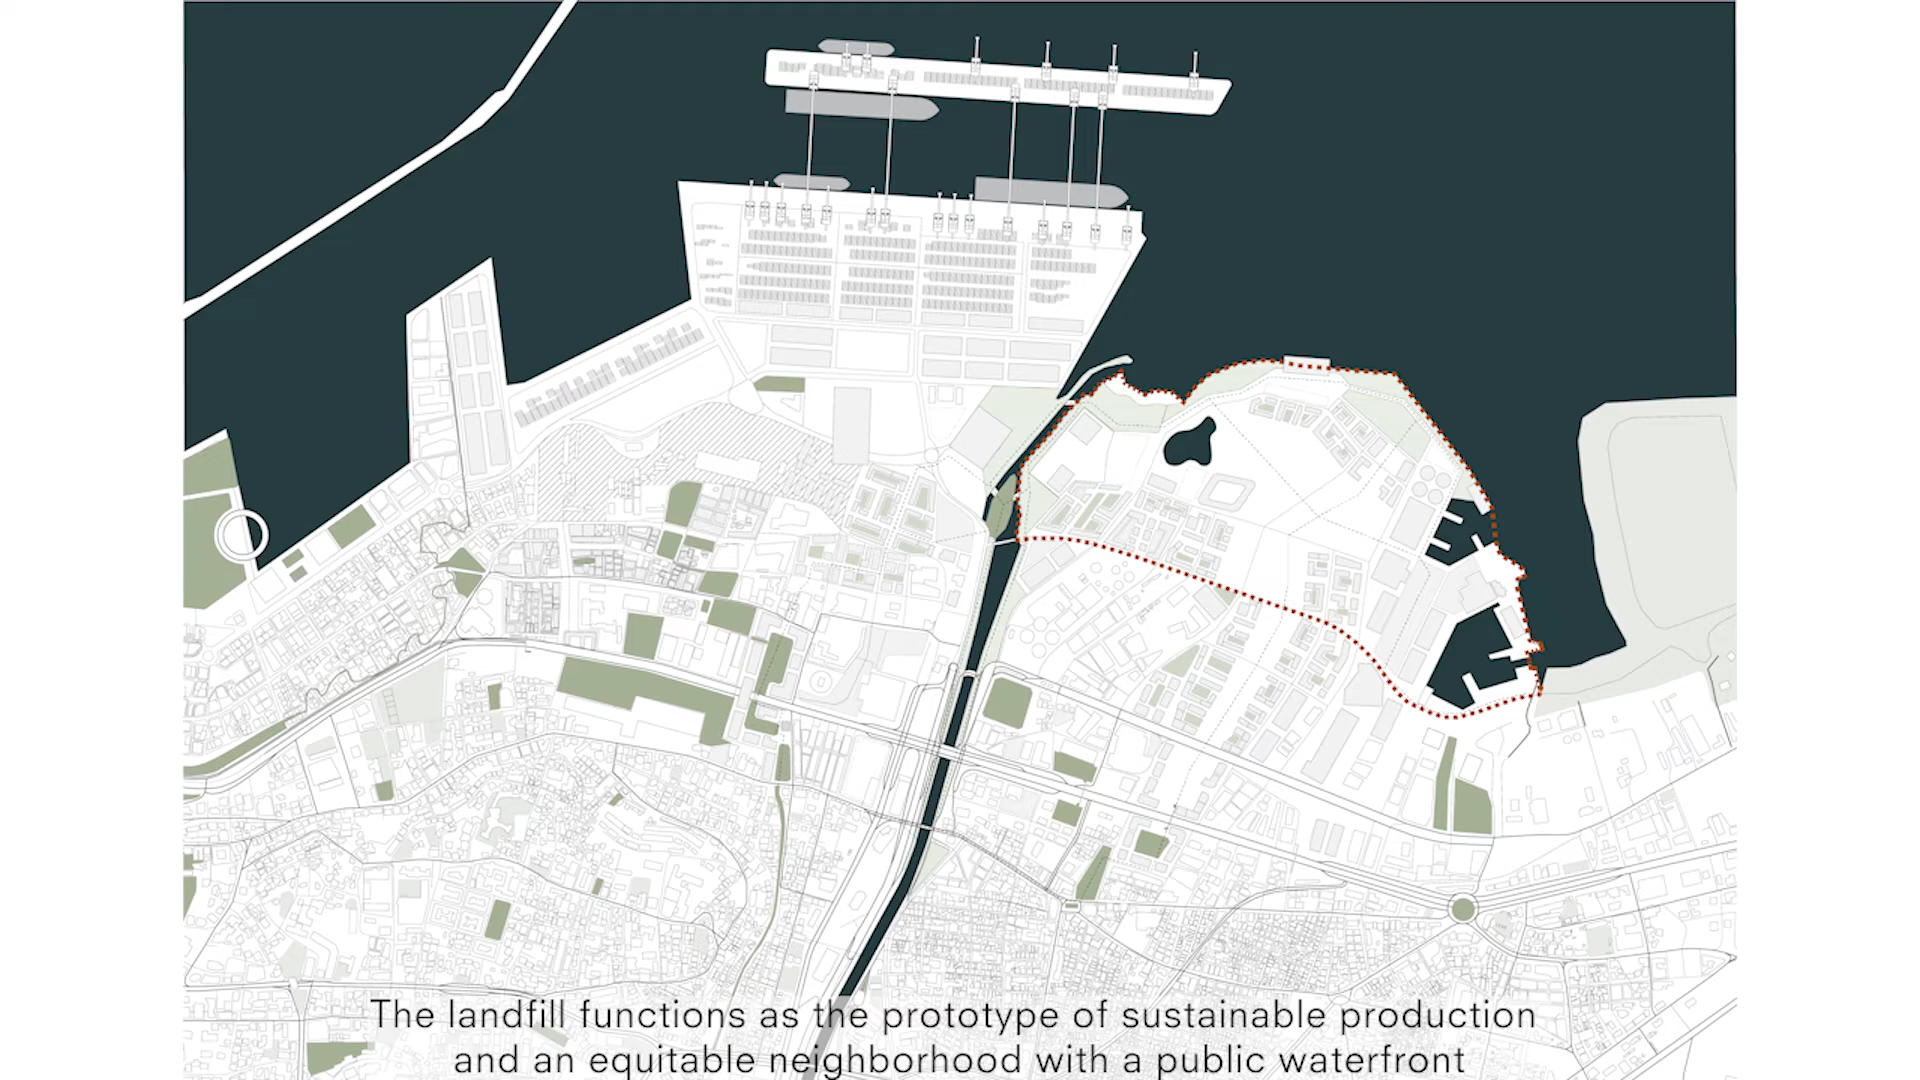 The landfill functions as the prototype of sustainable production
and an equitable neighborhood with a public waterfront